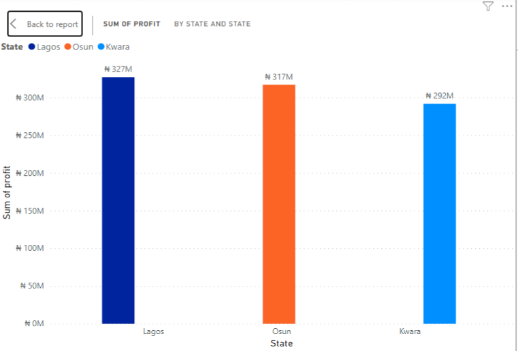 Back to report SUM OF PROFIT BY STATE AND STATE
State Lagos Osun Kwara
₦ 327M
₦ 317M
₦ 292M
₦ 300M
₦ 250M
₦ 200M
₦ 150M
₦ 100M
₦ 50M
₦ 0M
Sum of profit
Lagos Osun Kwara
State